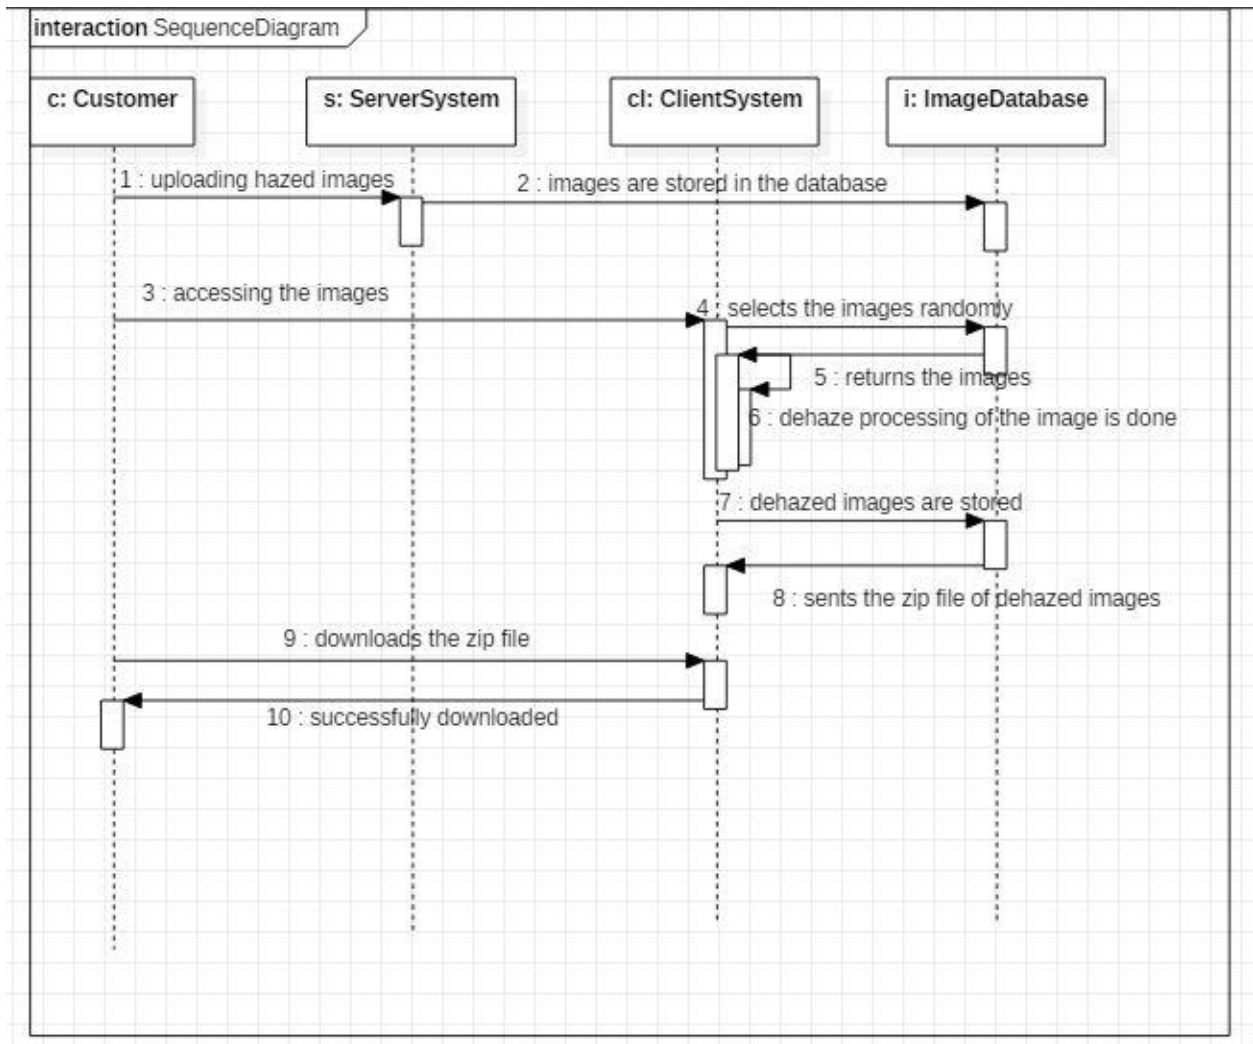 interaction SequenceDiagram
c: Customer
s: ServerSystem
cl: ClientSystem
i: ImageDatabase
1 : uploading hazed images
2 : images are stored in the database
3 : accessing the images
4 : selects the images randomly
5 : returns the images
6 : dehaze processing of the image is done
7 : dehazed images are stored
8 : sents the zip file of dehazed images
9 : downloads the zip file
10 : successfully downloaded